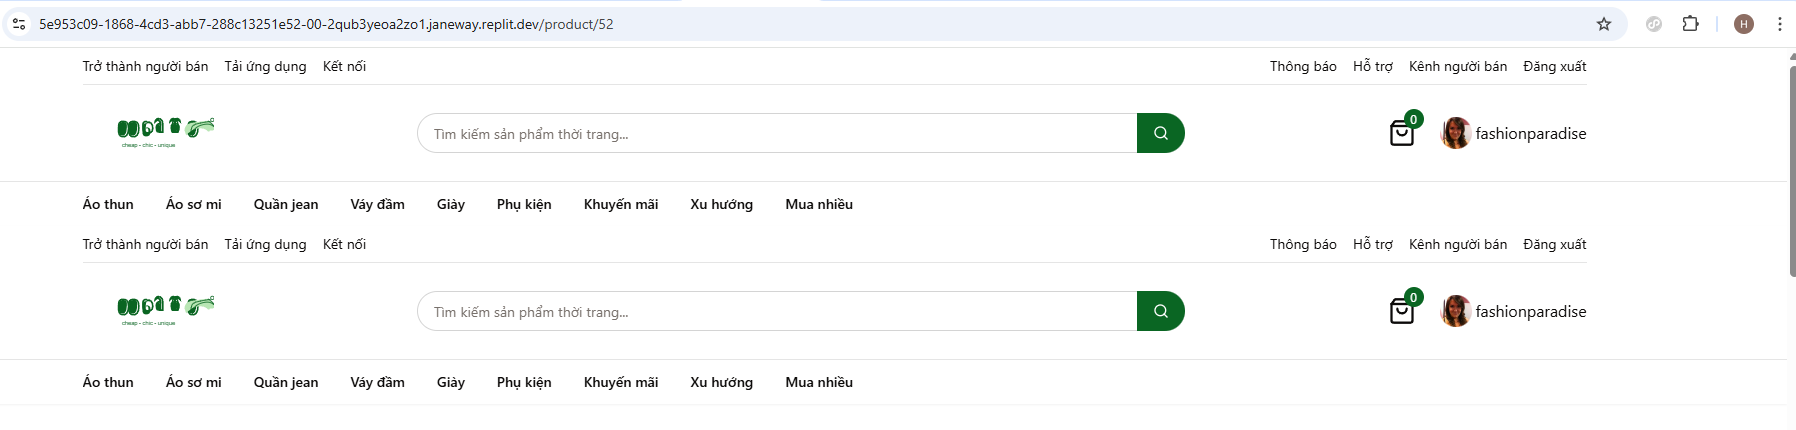 5e953c09-1868-4cd3-abb7-288c13251e52-00-2qub3yeoa2zo1.janeway.replit.dev/product/52
H
Trở thành người bán Tải ứng dụng Kết nối Thông báo Hỗ trợ Kênh người bán Đăng xuất
cheap - chic - unique
Tìm kiếm sản phẩm thời trang...
0
fashionparadise
Áo thun Áo sơ mi Quần jean Váy đầm Giày Phụ kiện Khuyến mãi Xu hướng Mua nhiều
Trở thành người bán Tải ứng dụng Kết nối Thông báo Hỗ trợ Kênh người bán Đăng xuất
cheap - chic - unique
Tìm kiếm sản phẩm thời trang...
0
fashionparadise
Áo thun Áo sơ mi Quần jean Váy đầm Giày Phụ kiện Khuyến mãi Xu hướng Mua nhiều